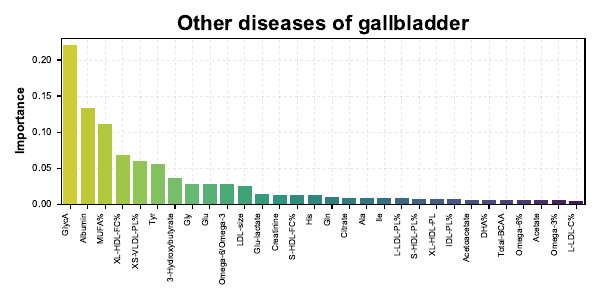 Other diseases of gallbladder
Importance
0.20
0.15
0.10
0.05
0.00
GlycA
Albumin
MUFA%
XL-HDL-FC%
XS-VLDL-PL%
Tyr
3-Hydroxybutyrate
Gly
Glu
Omega-6/Omega-3
LDL-size
Glu-lactate
Creatinine
S-HDL-FC%
His
Gln
Citrate
Ala
Ile
L-LDL-PL%
S-HDL-PL%
XL-HDL-PL
IDL-PL%
Acetoacetate
DHA%
Total-BCAA
Omega-6%
Acetate
Omega-3%
L-LDL-C%